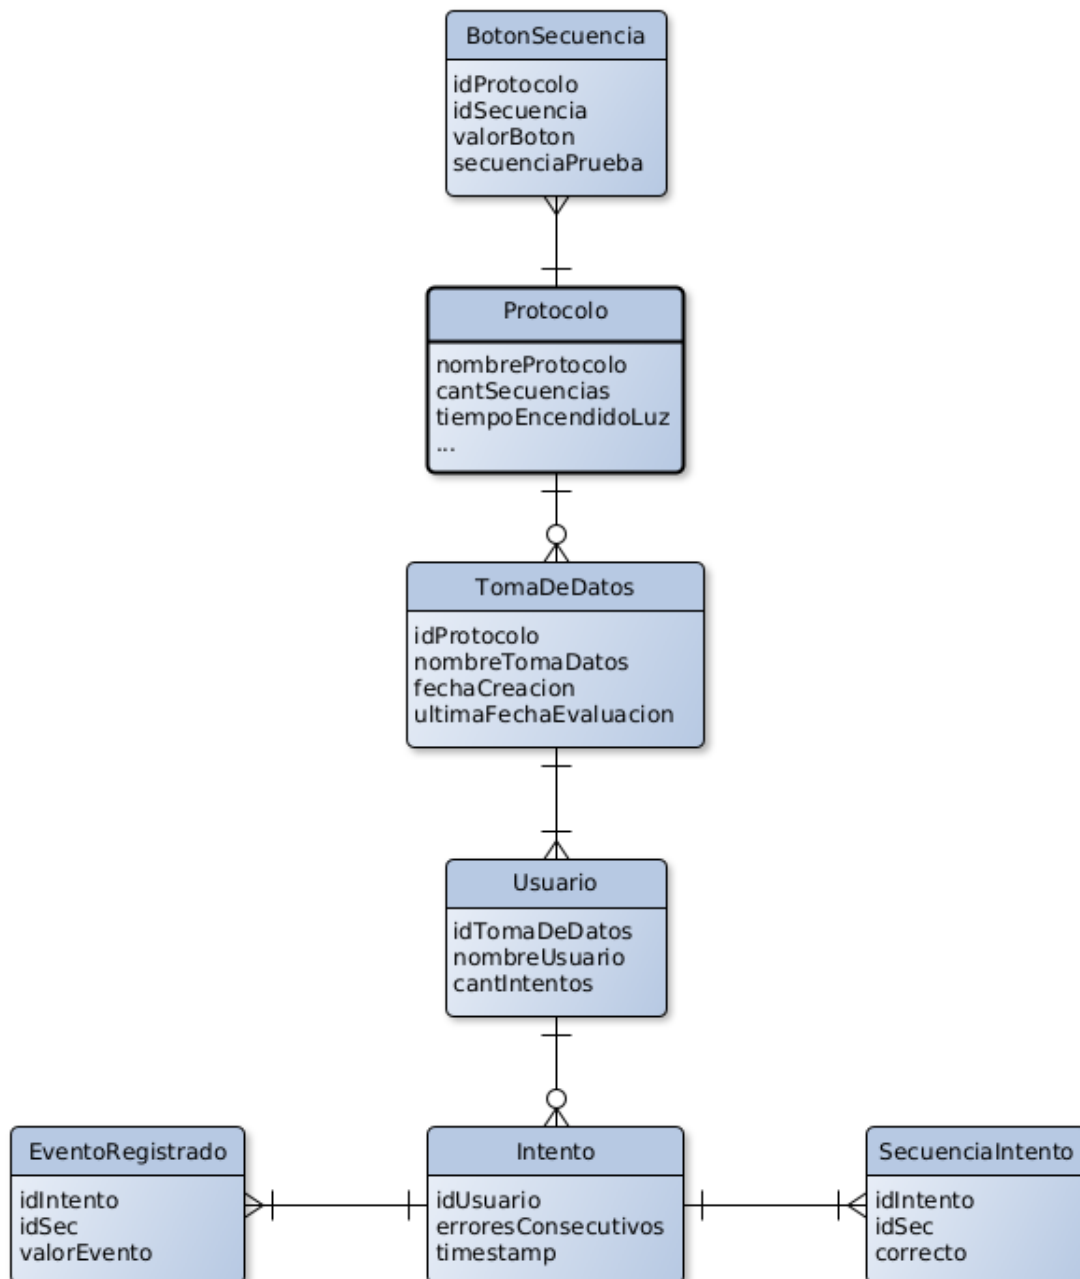 BotonSecuencia
idProtocolo
idSecuencia
valorBoton
secuenciaPrueba
Protocolo
nombreProtocolo
cantSecuencias
tiempoEncendidoLuz
...
TomaDeDatos
idProtocolo
nombreTomaDatos
fechaCreacion
ultimaFechaEvaluacion
Usuario
idTomaDeDatos
nombreUsuario
cantIntentos
EventoRegistrado
idIntento
idSec
valorEvento
Intento
idUsuario
erroresConsecutivos
timestamp
SecuenciaIntento
idIntento
idSec
correcto